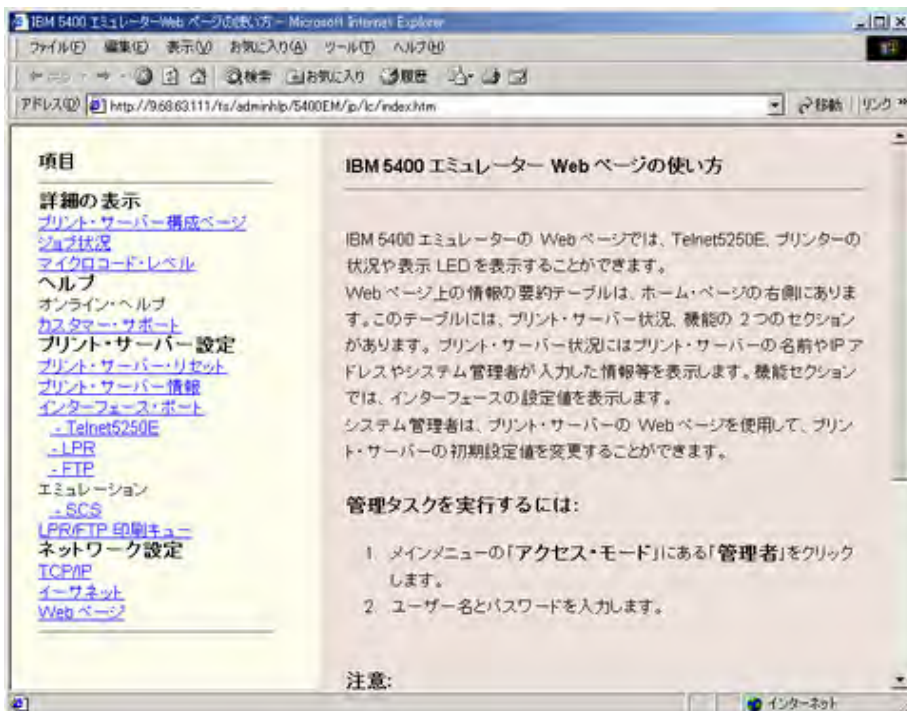 IBM 5400 エミュレーターWeb ページの使い方 - Microsoft Internet Explorer
ファイル(F) 編集(E) 表示(V) お気に入り(A) ツール(T) ヘルプ(H)
検索 お気に入り 履歴
アドレス(D) http://9.68.63.111/ts/adminhlp/5400EM/jp/lc/index.htm 移動 リンク »
項目
詳細の表示
プリント・サーバー構成ページ
ジョブ状況
マイクロコード・レベル
ヘルプ
オンライン・ヘルプ
カスタマー・サポート
プリント・サーバー設定
プリント・サーバー・リセット
プリント・サーバー情報
インターフェース・ポート
- Telnet5250E
- LPR
- FTP
エミュレーション
- SCS
LPR/FTP 印刷キュー
ネットワーク設定
TCP/IP
イーサネット
Web ページ
IBM 5400 エミュレーター Web ページの使い方
IBM 5400 エミュレーターの Web ページでは、Telnet5250E、プリンターの
状況や表示 LED を表示することができます。
Web ページ上の情報の要約テーブルは、ホーム・ページの右側にありま
す。このテーブルには、プリント・サーバー状況、機能の 2 つのセクション
があります。プリント・サーバー状況にはプリント・サーバーの名前やIP ア
ドレスやシステム管理者が入力した情報等を表示します。機能セクション
では、インターフェースの設定値を表示します。
システム管理者は、プリント・サーバーの Web ページを使用して、プリン
ト・サーバーの初期設定値を変更することができます。
管理タスクを実行するには:
1. メインメニューの「アクセス・モード」にある「管理者」をクリック
します。
2. ユーザー名とパスワードを入力します。
注意:
インターネット